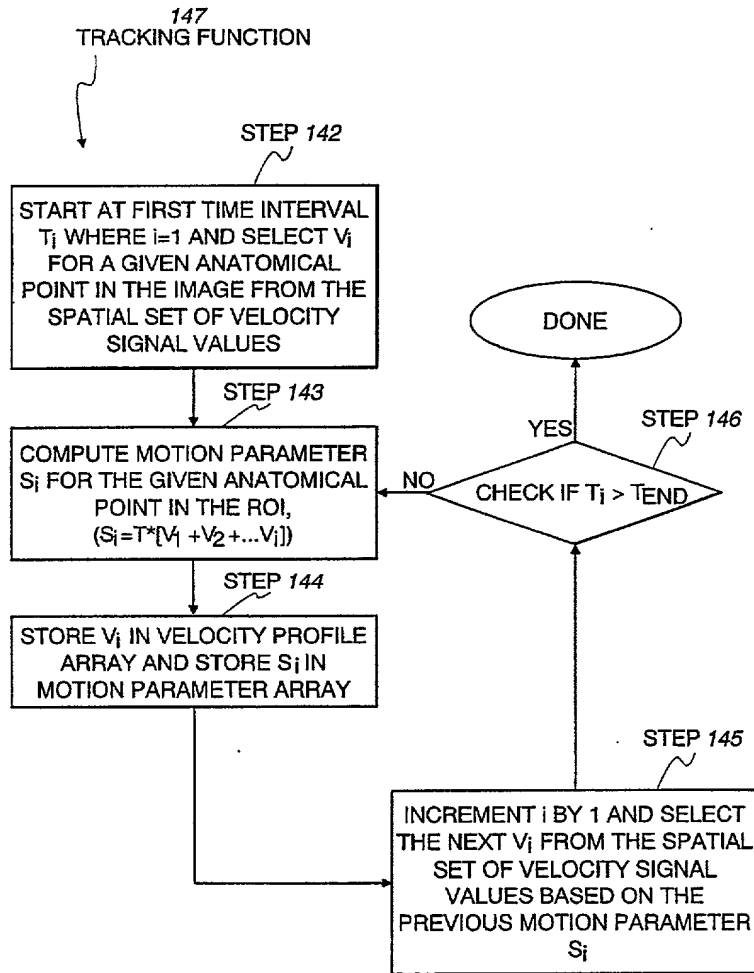 147
TRACKING FUNCTION
STEP 142
START AT FIRST TIME INTERVAL
Ti WHERE i=1 AND SELECT Vi
FOR A GIVEN ANATOMICAL
POINT IN THE IMAGE FROM THE
SPATIAL SET OF VELOCITY
SIGNAL VALUES
STEP 143
COMPUTE MOTION PARAMETER
Si FOR THE GIVEN ANATOMICAL
POINT IN THE ROI,
(Si=T*[Vi +V2 +...Vi])
STEP 144
STORE Vi IN VELOCITY PROFILE
ARRAY AND STORE Si IN
MOTION PARAMETER ARRAY
STEP 145
INCREMENT i BY 1 AND SELECT
THE NEXT Vi FROM THE SPATIAL
SET OF VELOCITY SIGNAL
VALUES BASED ON THE
PREVIOUS MOTION PARAMETER
Si
STEP 146
CHECK IF Ti > TEND
NO
YES
DONE